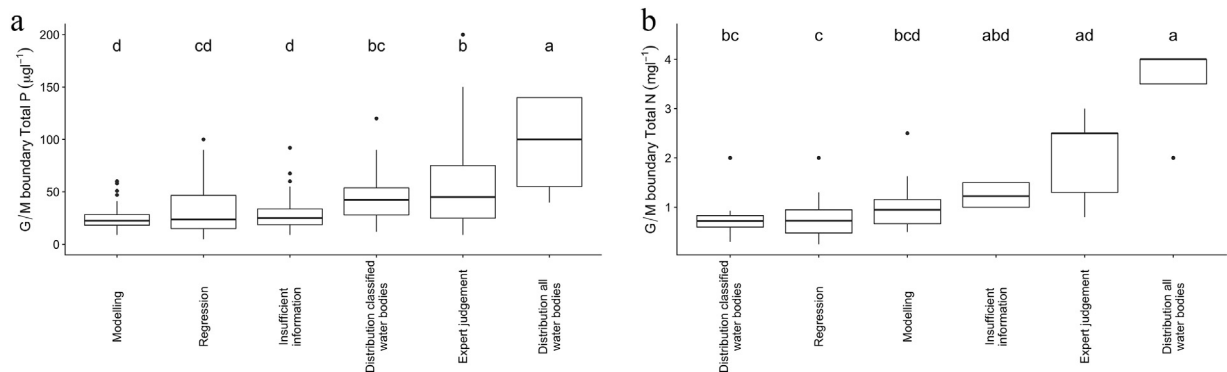 a
G/M boundary Total P (µgl⁻¹)
200
150
100
50
0
d
cd
d
bc
b
a
Modelling
Regression
Insufficient
information
Distribution classified
water bodies
Expert judgement
Distribution all
water bodies
b
G/M boundary Total N (mgl⁻¹)
4
3
2
1
bc
c
bcd
abd
ad
a
Distribution classified
water bodies
Regression
Modelling
Insufficient
information
Expert judgement
Distribution all
water bodies